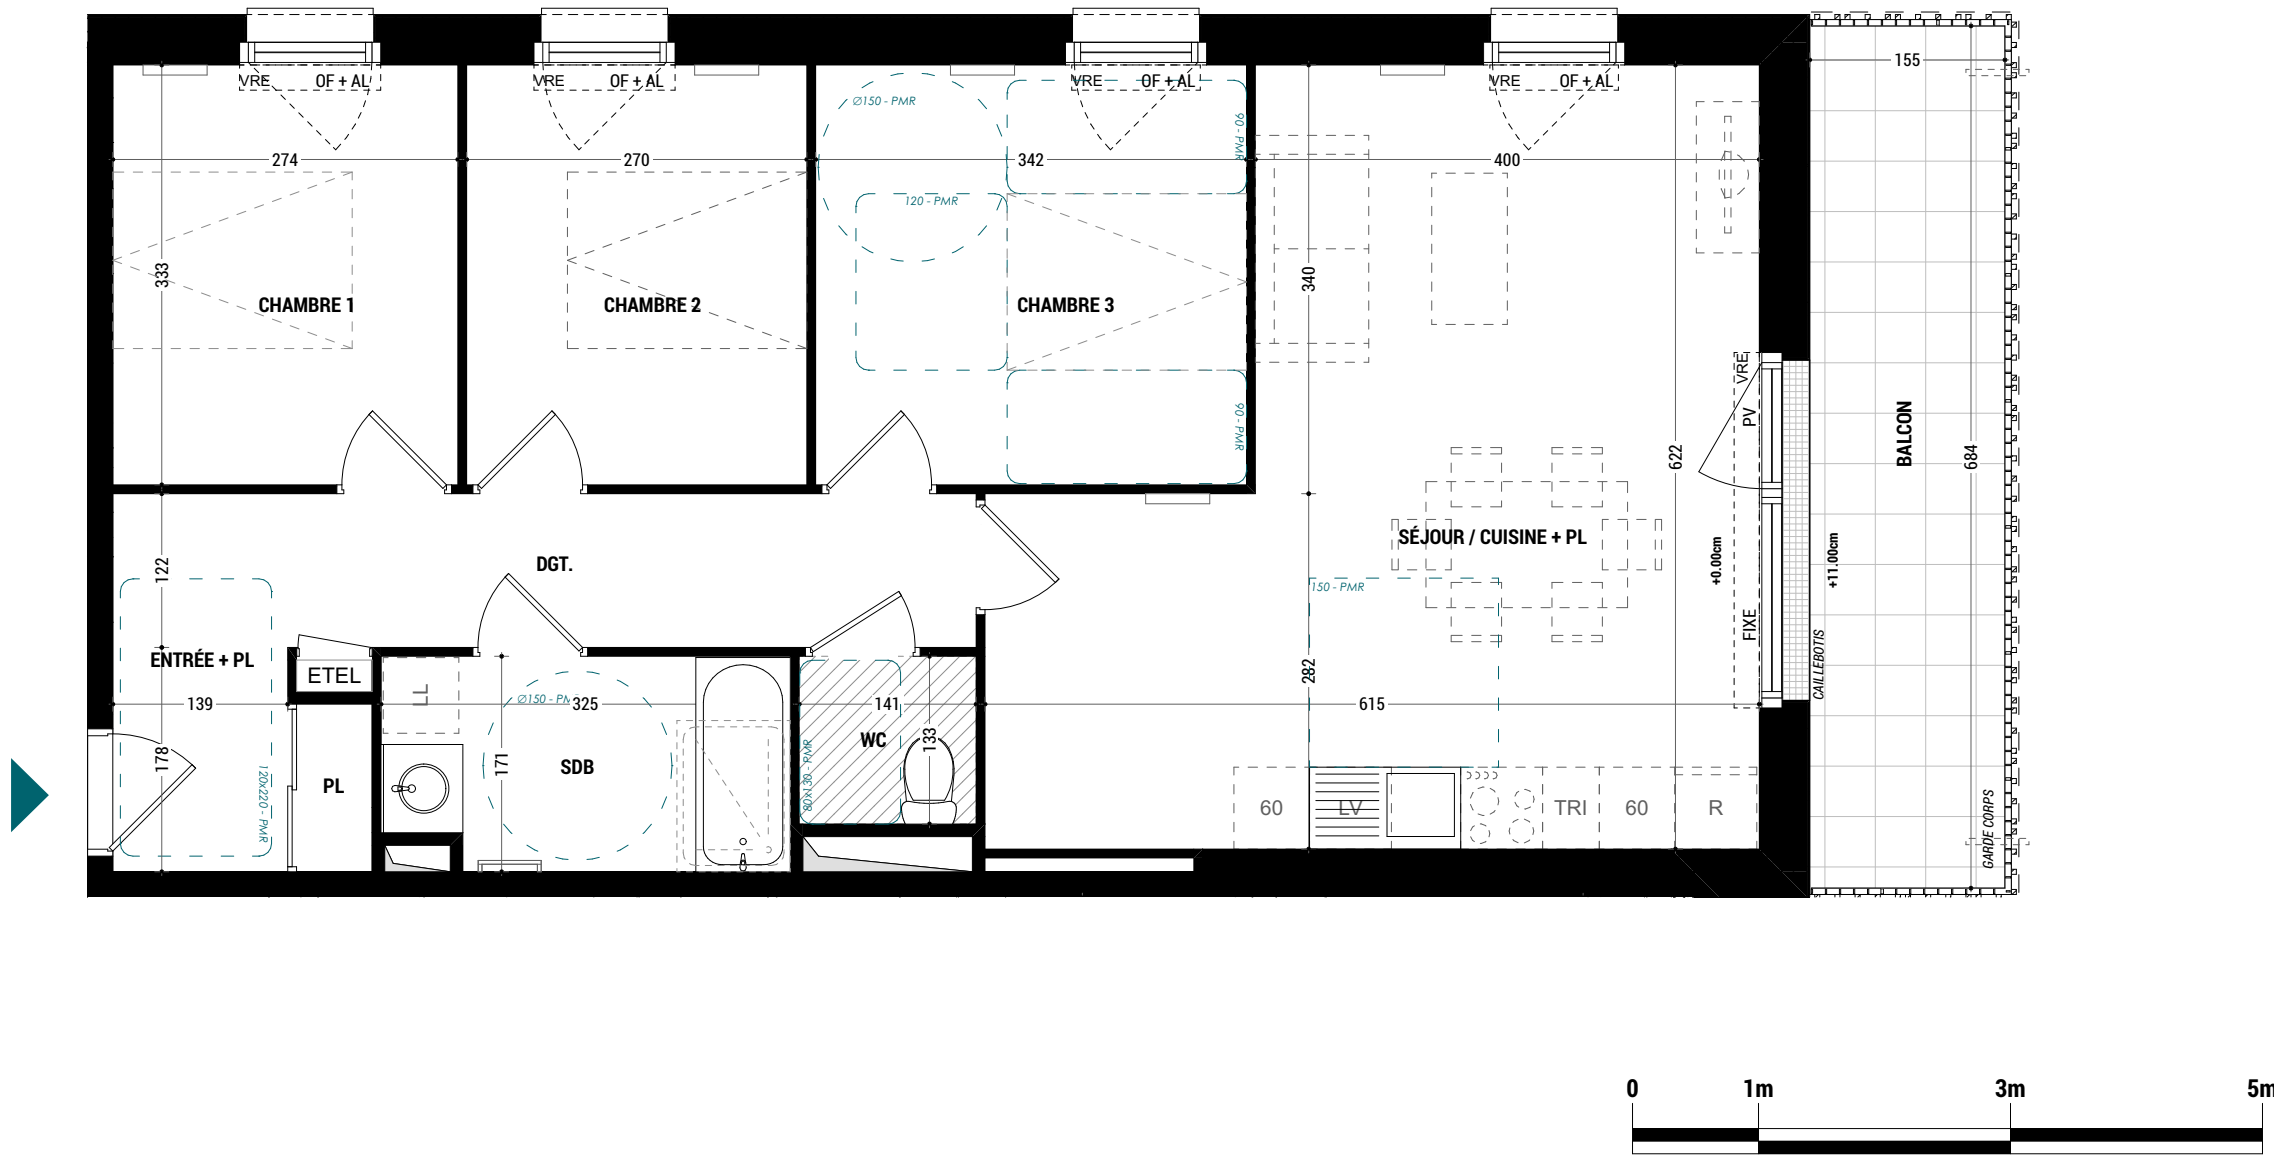 VRE OF + AL
VRE OF + AL
VRE OF + AL
VRE OF + AL
155
Ø150 - PMR
90 - PMR
274
270
342
400
120 - PMR
333
340
CHAMBRE 1
CHAMBRE 2
CHAMBRE 3
VRE
PV
90 - PMR
622
BALCON
684
SÉJOUR / CUISINE + PL
+0.00cm
+11.00cm
122
DGT.
150 - PMR
FIXE
CAILLEBOTIS
ENTRÉE + PL
ETEL
LL
282
139
Ø150 - PM
325
141
615
WC
133
178
171
SDB
80x130 - PMR
120x220 - PMR
PL
60
LV
TRI
60
R
GARDE CORPS
0 1m 3m 5m